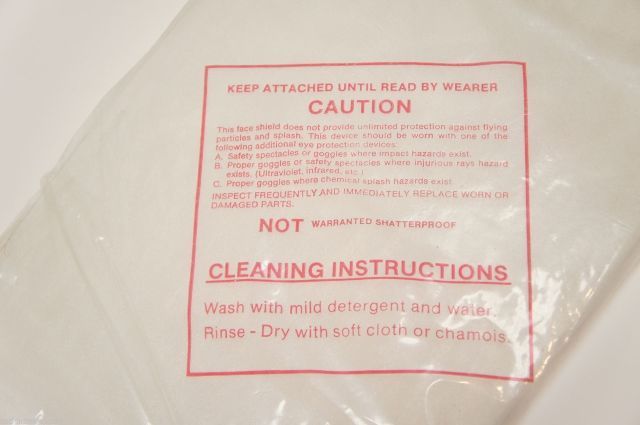 KEEP ATTACHED UNTIL READ BY WEARER
CAUTION
This face shield does not provide unlimited protection against flying
particles and splash. This device should be worn with one of the
following additional eye protection devices.
A. Safety spectacles or goggles where impact hazards exist.
B. Proper goggles or safety spectacles where injurious rays hazard
exists. (Ultraviolet, infrared, etc.)
C. Proper goggles where chemical splash hazards exist.
INSPECT FREQUENTLY AND IMMEDIATELY REPLACE WORN OR
DAMAGED PARTS.
NOT WARRANTED SHATTERPROOF
CLEANING INSTRUCTIONS
Wash with mild detergent and water.
Rinse - Dry with soft cloth or chamois.